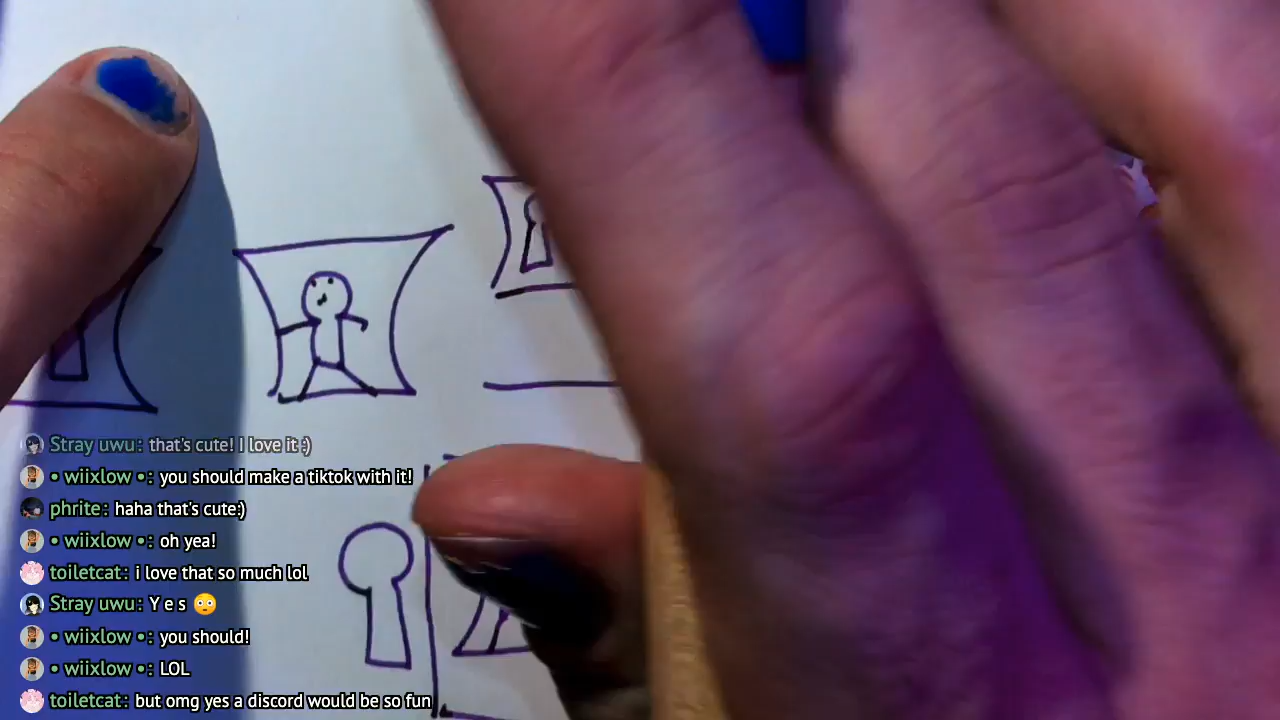 Stray uwu: that's cute! I love it :)
• wiixlow •: you should make a tiktok with it!
phrite: haha that's cute:)
• wiixlow •: oh yea!
toiletcat: i love that so much lol
Stray uwu: Y e s 😳
• wiixlow •: you should!
• wiixlow •: LOL
toiletcat: but omg yes a discord would be so fun